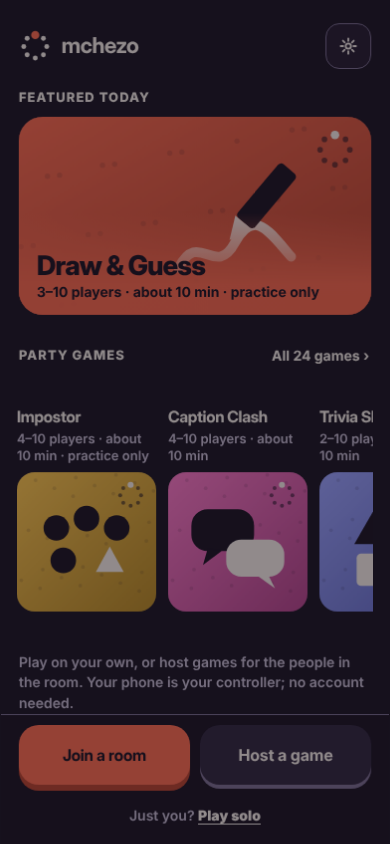 mchezo
FEATURED TODAY
Draw & Guess
3–10 players · about 10 min · practice only
PARTY GAMES
All 24 games ›
Impostor
4–10 players · about
10 min · practice only
Caption Clash
4–10 players · about
10 min
Trivia
2–10
10 min
Play on your own, or host games for the people in
the room. Your phone is your controller; no account
needed.
Join a room
Host a game
Just you? Play solo